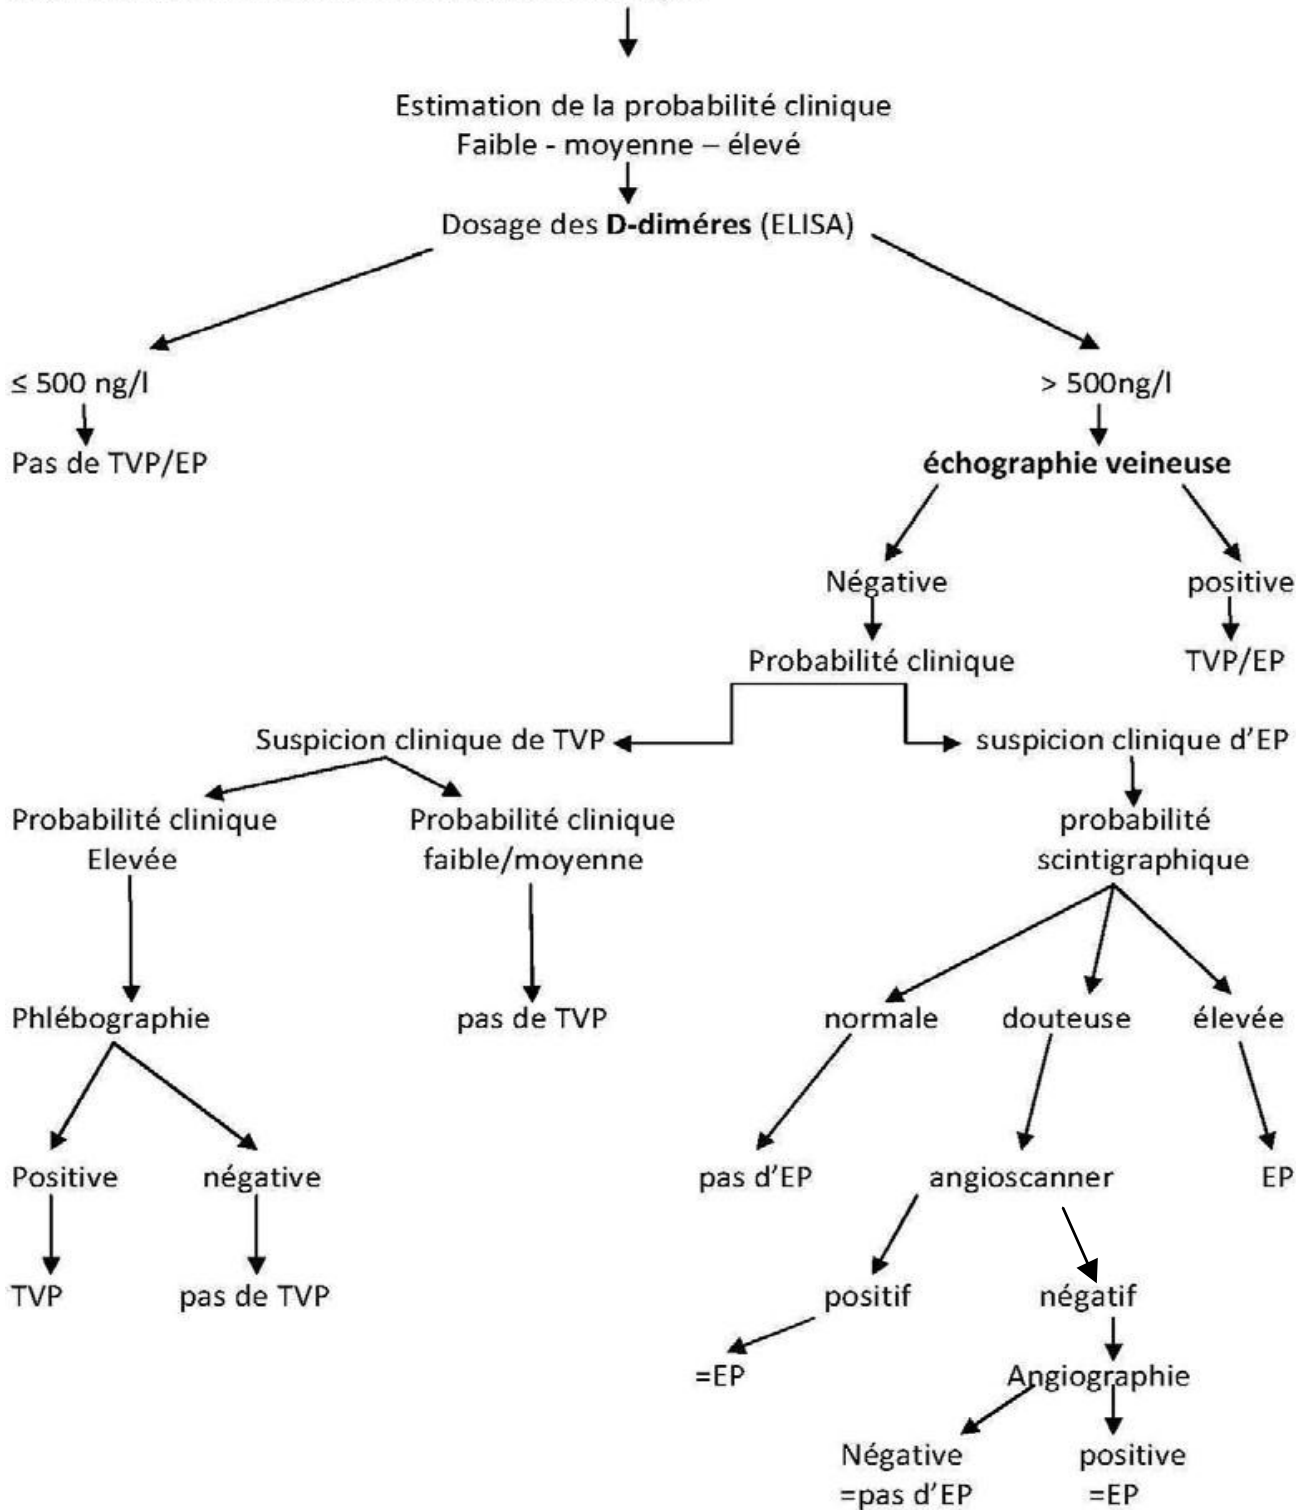 Estimation de la probabilité clinique
Faible - moyenne – élevé
Dosage des D-diméres (ELISA)
≤ 500 ng/l
> 500ng/l
Pas de TVP/EP
échographie veineuse
Négative
positive
Probabilité clinique
TVP/EP
Suspicion clinique de TVP
suspicion clinique d’EP
Probabilité clinique
Elevée
Probabilité clinique
faible/moyenne
probabilité
scintigraphique
Phlébographie
pas de TVP
normale
douteuse
élevée
Positive
négative
pas d’EP
angioscanner
EP
TVP
pas de TVP
positif
négatif
=EP
Angiographie
Négative
=pas d’EP
positive
=EP